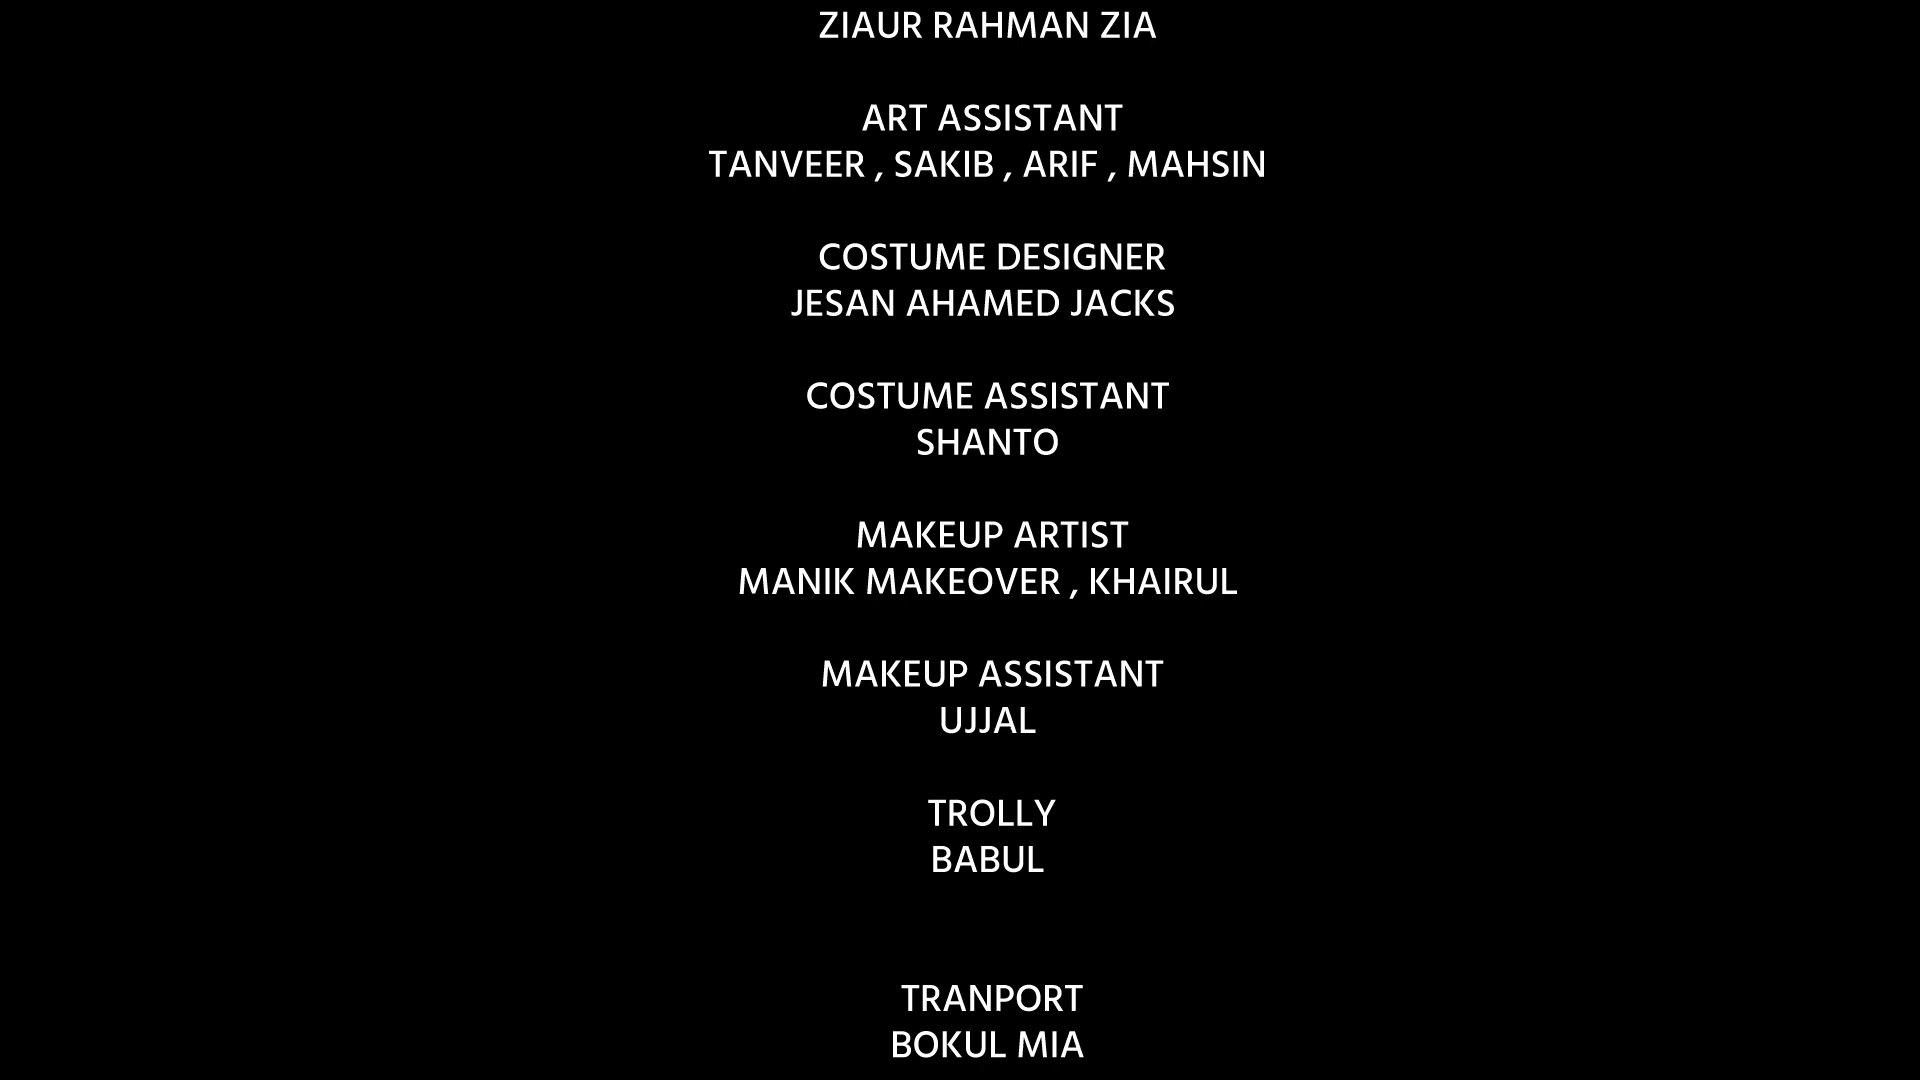 ZIAUR RAHMAN ZIA
ART ASSISTANT
TANVEER , SAKIB , ARIF , MAHSIN
COSTUME DESIGNER
JESAN AHAMED JACKS
COSTUME ASSISTANT
SHANTO
MAKEUP ARTIST
MANIK MAKEOVER , KHAIRUL
MAKEUP ASSISTANT
UJJAL
TROLLY
BABUL
TRANPORT
BOKUL MIA